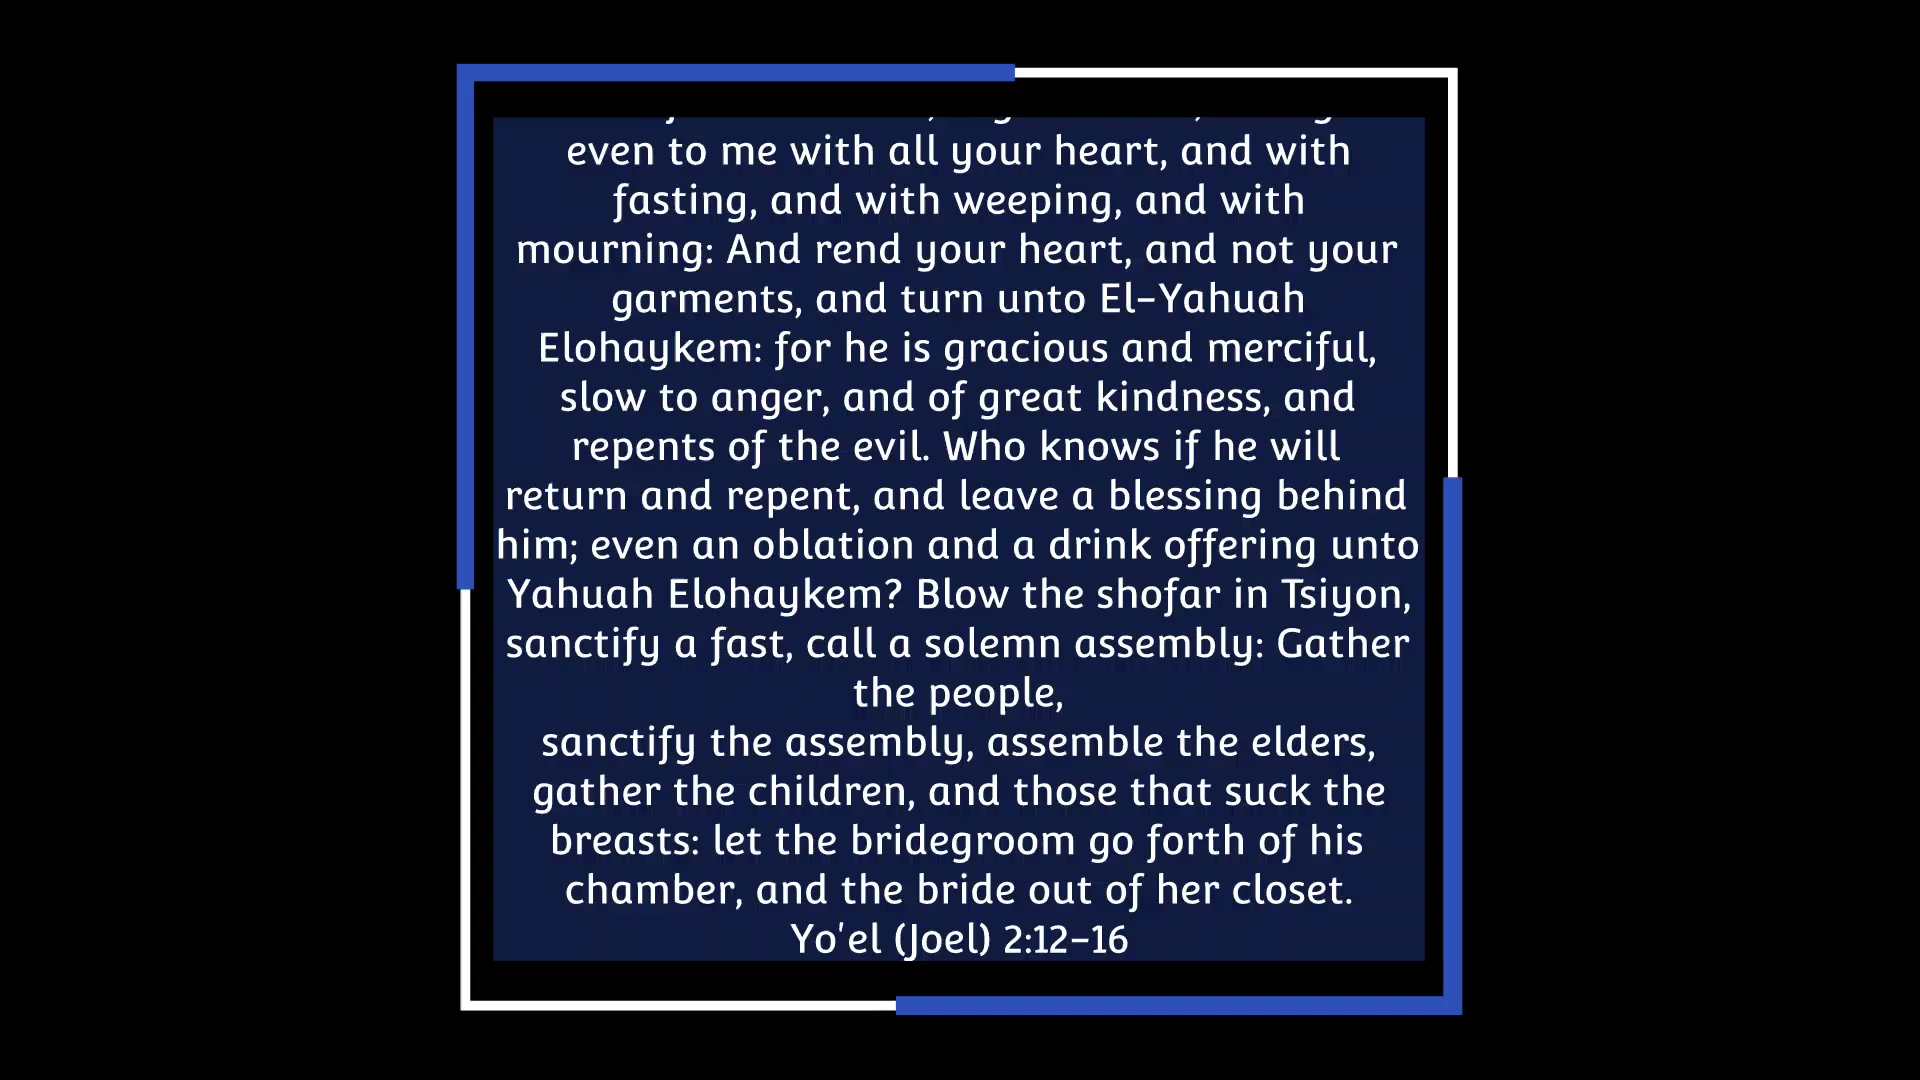 even to me with all your heart, and with
fasting, and with weeping, and with
mourning: And rend your heart, and not your
garments, and turn unto El-Yahuah
Elohaykem: for he is gracious and merciful,
slow to anger, and of great kindness, and
repents of the evil. Who knows if he will
return and repent, and leave a blessing behind
him; even an oblation and a drink offering unto
Yahuah Elohaykem? Blow the shofar in Tsiyon,
sanctify a fast, call a solemn assembly: Gather
the people,
sanctify the assembly, assemble the elders,
gather the children, and those that suck the
breasts: let the bridegroom go forth of his
chamber, and the bride out of her closet.
Yo'el (Joel) 2:12-16